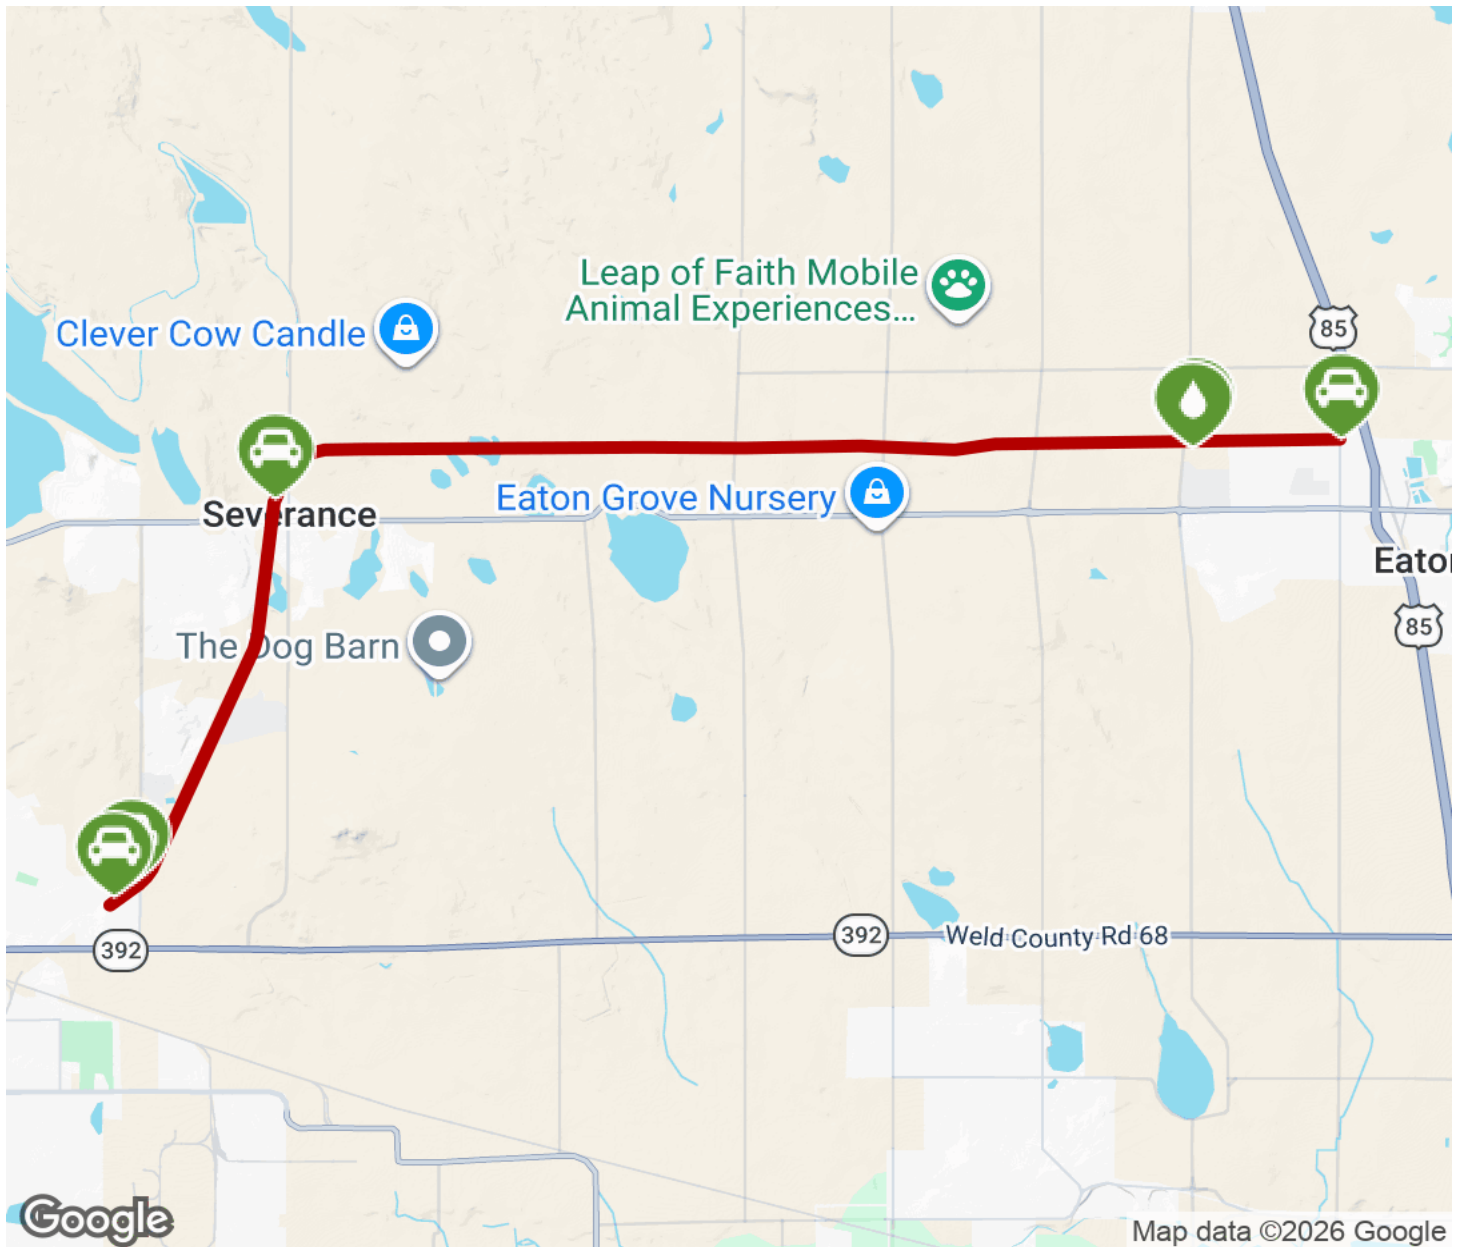 Leap of Faith Mobile
Animal Experiences...
85
Clever Cow Candle
Eaton Grove Nursery
Severance
85
The Dog Barn
392
392
Weld County Rd 68
Google
Map data ©2026 Google